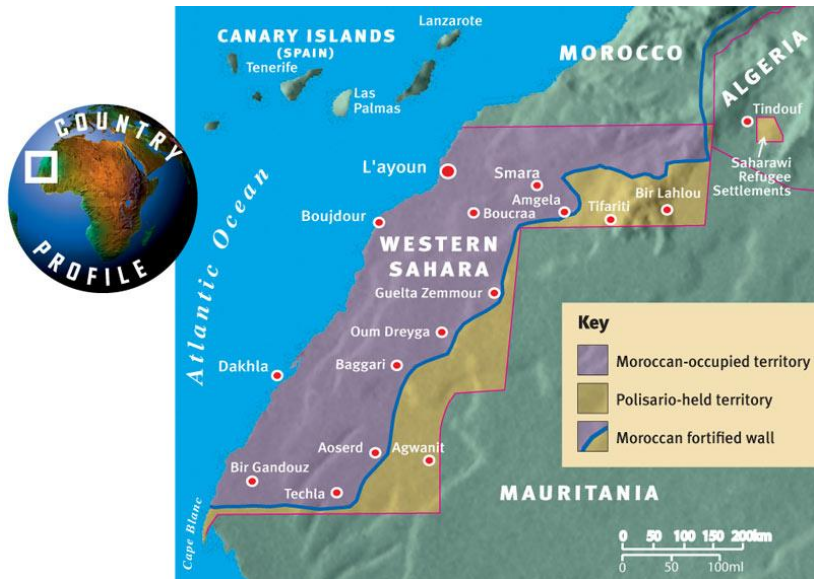 COUNTRY
PROFILE
CANARY ISLANDS
(SPAIN)
Lanzarote
Tenerife
Las
Palmas
MOROCCO
ALGERIA
Tindouf
Saharawi
Refugee
Settlements
Atlantic Ocean
L'ayoun
Smara
Amgela
Bir Lahlou
Tifariti
Boucraa
Boujdour
WESTERN
SAHARA
Guelta Zemmour
Oum Dreyga
Baggari
Dakhla
Aoserd
Agwanit
Bir Gandouz
Techla
Cape Blanc
MAURITANIA
Key
Moroccan-occupied territory
Polisario-held territory
Moroccan fortified wall
0 50 100 150 200km
0 50 100ml